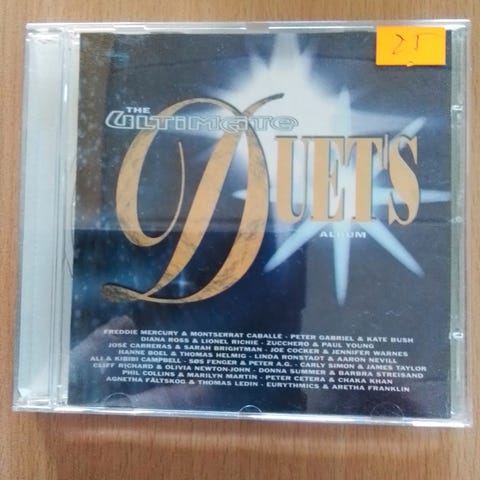 25
THE
ULTIMATE
DUETS
ALBUM
FREDDIE MERCURY & MONTSERRAT CABALLÉ - PETER GABRIEL & KATE BUSH
DIANA ROSS & LIONEL RICHIE - ZUCCHERO & PAUL YOUNG
JOSÉ CARRERAS & SARAH BRIGHTMAN - JOE COCKER & JENNIFER WARNES
HANNE BOEL & THOMAS HELMIG - LINDA RONSTADT & AARON NEVILL
ALI & KIBIBI CAMPBELL - SØS FENGER & PETER A.G. - CARLY SIMON & JAMES TAYLOR
CLIFF RICHARD & OLIVIA NEWTON-JOHN - DONNA SUMMER & BARBRA STREISAND
PHIL COLLINS & MARILYN MARTIN - PETER CETERA & CHAKA KHAN
AGNETHA FÄLTSKOG & THOMAS LEDIN - EURYTHMICS & ARETHA FRANKLIN